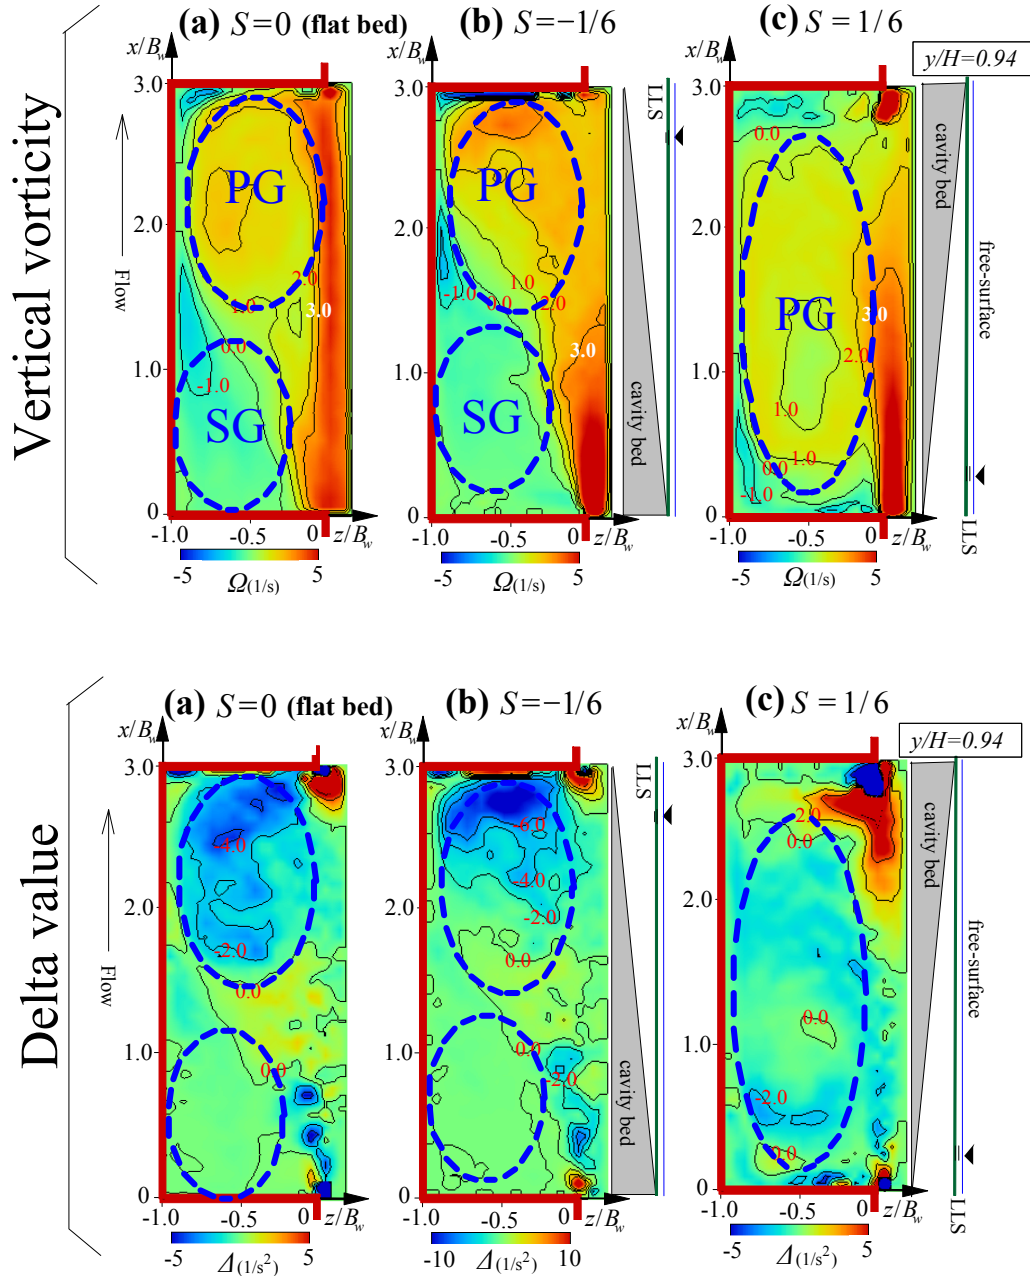 Vertical vorticity
(a) S=0 (flat bed)
(b) S=−1/6
(c) S = 1/6
x/Bw
y/H=0.94
3.0
2.0
1.0
0
Flow
PG
SG
2.0
1.0
3.0
0.0
-1.0
-1.0
-0.5
0
z/Bw
-5
5
Ω(1/s)
3.0
PG
SG
2.0
1.0
0
-1.0
0.0
1.0
2.0
3.0
LLS
cavity bed
-1.0
-0.5
0
z/Bw
-5
5
Ω(1/s)
3.0
0.0
2.0
PG
3.0
2.0
1.0
1.0
1.0
0.0
-1.0
0
cavity bed
free-surface
LLS
-1.0
-0.5
0
z/Bw
-5
5
Ω(1/s)
Delta value
(a) S=0 (flat bed)
(b) S=−1/6
(c) S = 1/6
x/Bw
y/H=0.94
3.0
2.0
1.0
0
Flow
-4.0
-2.0
0.0
0.0
-1.0
-0.5
0
z/Bw
-5
5
Δ(1/s²)
3.0
2.0
1.0
0
-6.0
-4.0
-2.0
0.0
0.0
-2.0
LLS
cavity bed
-1.0
-0.5
0
z/Bw
-10
10
Δ(1/s²)
3.0
2.0
1.0
0
2.0
0.0
0.0
-2.0
0.0
cavity bed
free-surface
LLS
-1.0
-0.5
0
z/Bw
-5
5
Δ(1/s²)